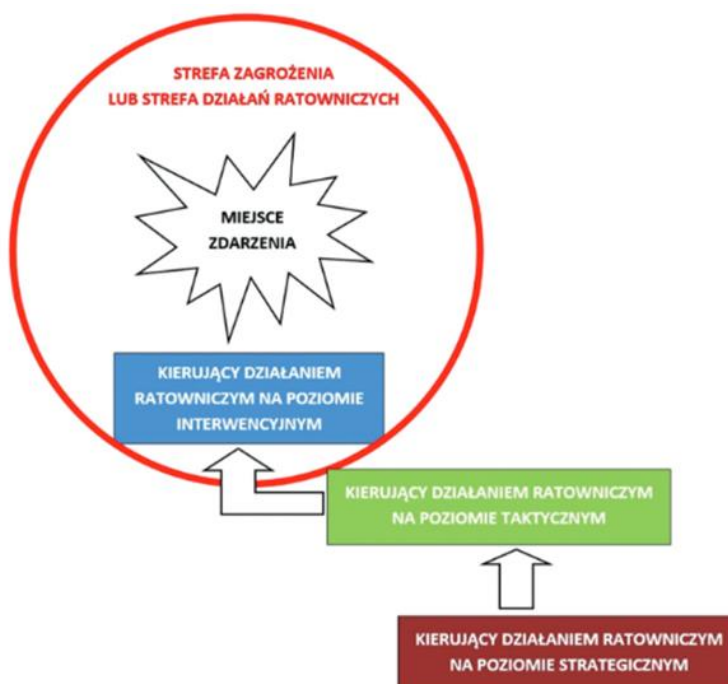 STREFA ZAGROŻENIA
LUB STREFA DZIAŁAŃ RATOWNICZYCH
MIEJSCE
ZDARZENIA
KIERUJĄCY DZIAŁANIEM
RATOWNICZYM NA POZIOMIE
INTERWENCYJNYM
KIERUJĄCY DZIAŁANIEM RATOWNICZYM
NA POZIOMIE TAKTYCZNYM
KIERUJĄCY DZIAŁANIEM RATOWNICZYM
NA POZIOMIE STRATEGICZNYM